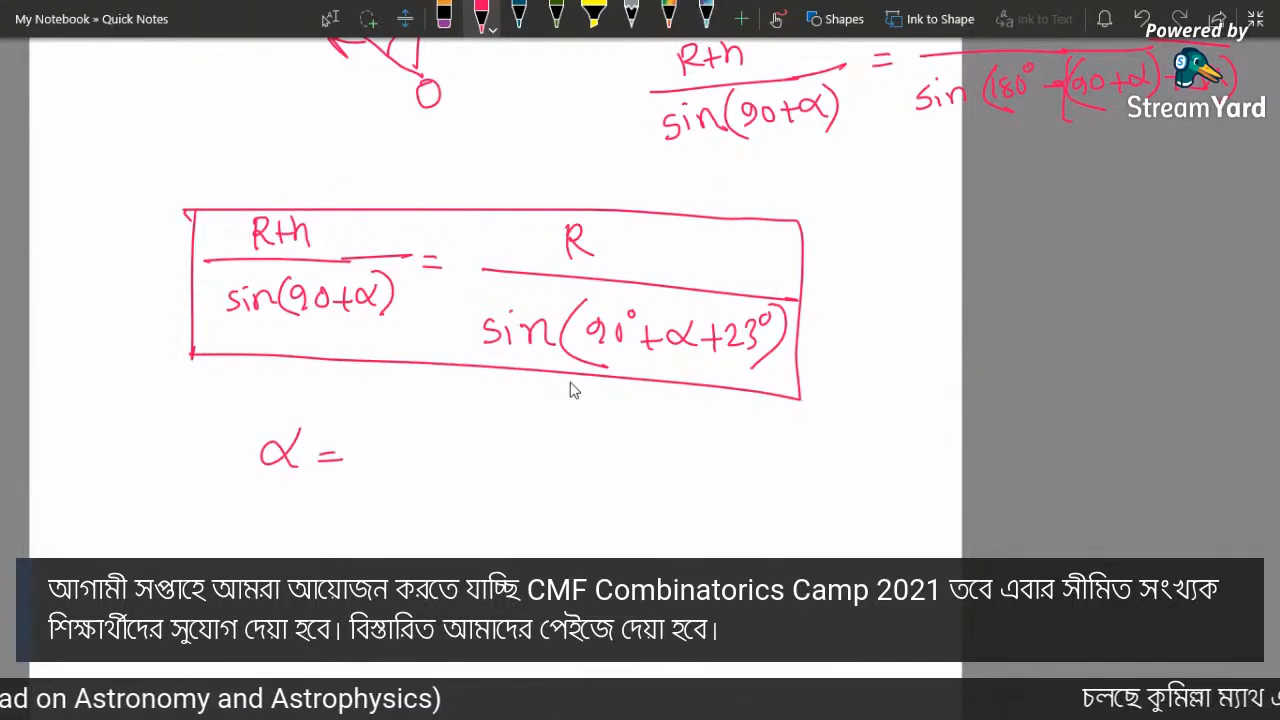 My Notebook » Quick Notes
Shapes
Ink to Shape
Ink to Text
Powered by
StreamYard
O
R+h
sin(90+α)
=
sin (180° - (90+α) -
R+h
sin(90+α)
=
R
sin(90°+α+23°)
α =
আগামী সপ্তাহে আমরা আয়োজন করতে যাচ্ছি CMF Combinatorics Camp 2021 তবে এবার সীমিত সংখ্যক
শিক্ষার্থীদের সুযোগ দেয়া হবে। বিস্তারিত আমাদের পেইজে দেয়া হবে।
ad on Astronomy and Astrophysics)
চলছে কুমিল্লা ম্যাথ